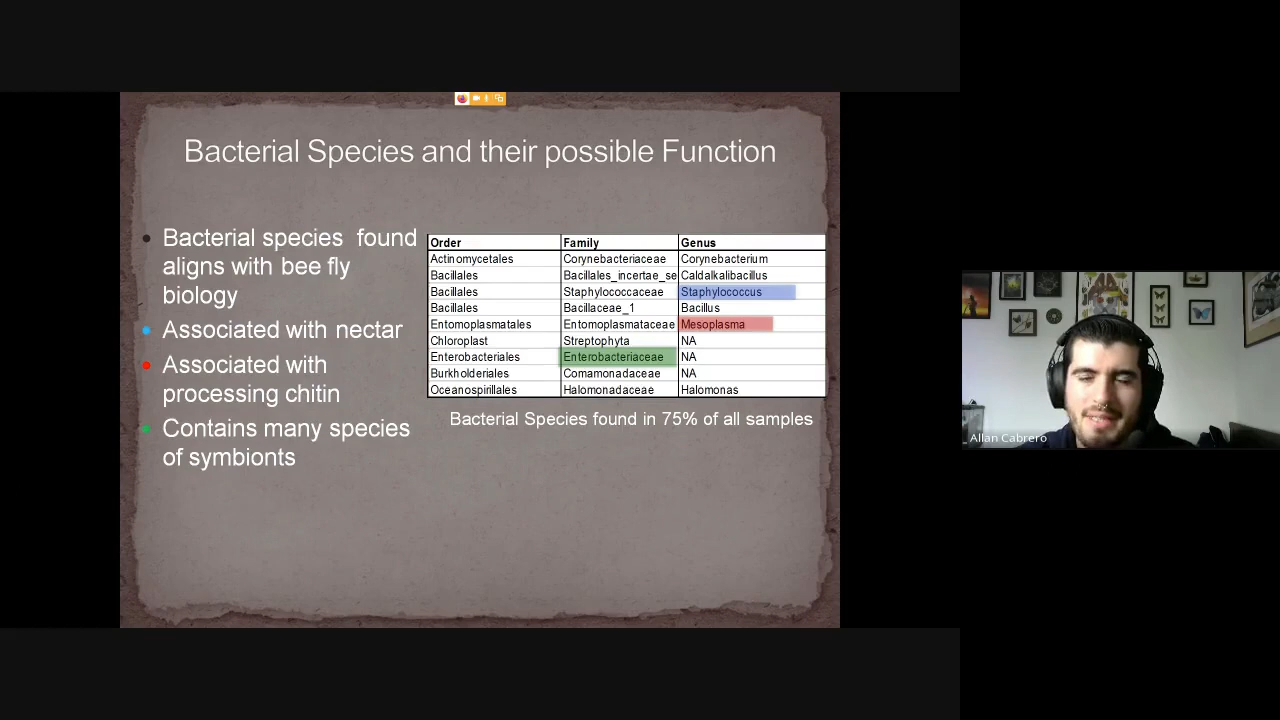 Bacterial Species and their possible Function
Bacterial species found
aligns with bee fly
biology
Associated with nectar
Associated with
processing chitin
Contains many species
of symbionts
Order Family Genus
Actinomycetales Corynebacteriaceae Corynebacterium
Bacillales Bacillales_incertae_se Caldalkalibacillus
Bacillales Staphylococcaceae Staphylococcus
Bacillales Bacillaceae_1 Bacillus
Entomoplasmatales Entomoplasmataceae Mesoplasma
Chloroplast Streptophyta NA
Enterobacteriales Enterobacteriaceae NA
Burkholderiales Comamonadaceae NA
Oceanospirillales Halomonadaceae Halomonas
Bacterial Species found in 75% of all samples
Allan Cabrero